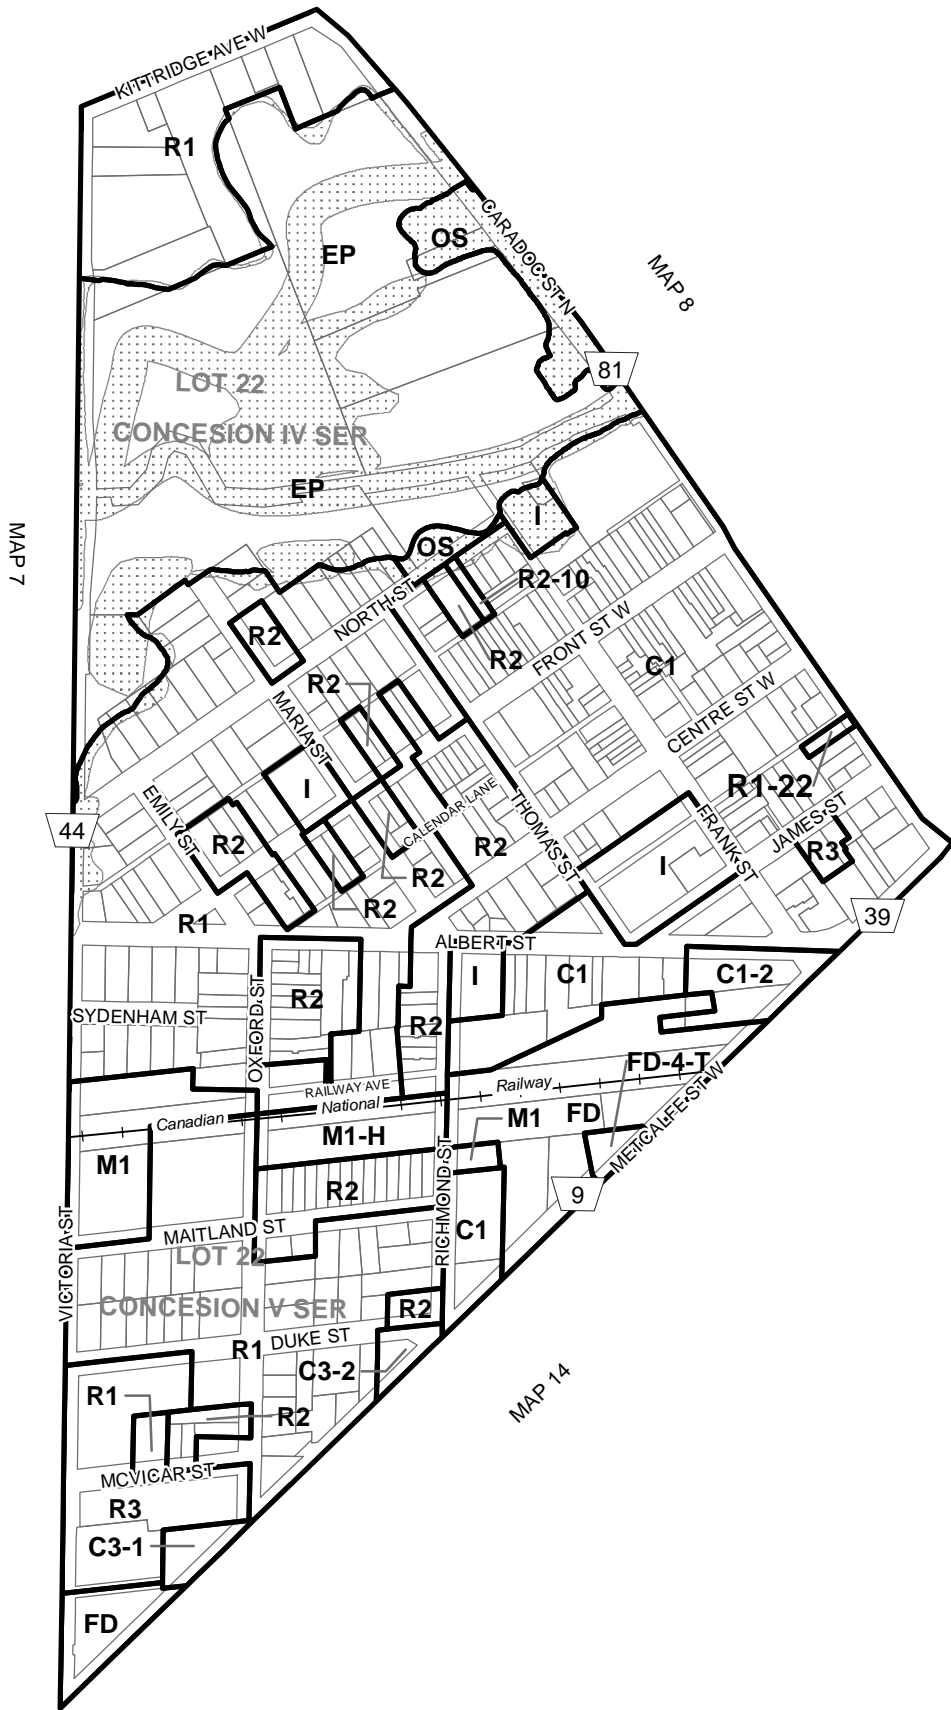 KITTRIDGE AVE W
R1
CARADOC ST N
OS
EP
MAP 8
81
LOT 22
CONCESION IV SER
EP
MAP 7
I
OS
R2-10
NORTH ST
R2
R2
FRONT ST W
C1
R2
MARIA ST
CENTRE ST W
R1-22
I
EMILY ST
CALENDAR LANE
THOMAS ST
FRANK ST
JAMES ST
44
R2
R2
R3
I
R2
R2
39
R1
ALBERT ST
I
C1
C1-2
OXFORD ST
R2
SYDENHAM ST
R2
FD-4-T
RAILWAY AVE
Railway
Canadian
National
M1
FD
METCALFE ST W
M1-H
M1
R2
RICHMOND ST
9
VICTORIA ST
MAITLAND ST
C1
LOT 22
CONCESION V SER
R2
DUKE ST
R1
C3-2
MAP 14
R1
R2
MCVICAR ST
R3
C3-1
FD